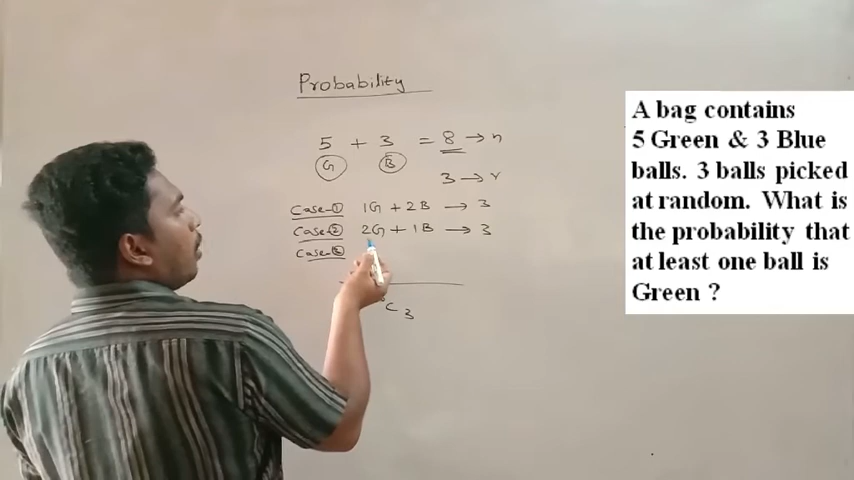 Probability
5 + 3 = 8 → n
G B
3 → r
Case-① 1G + 2B → 3
Case-② 2G + 1B → 3
Case-③
C3
A bag contains
5 Green & 3 Blue
balls. 3 balls picked
at random. What is
the probability that
at least one ball is
Green ?